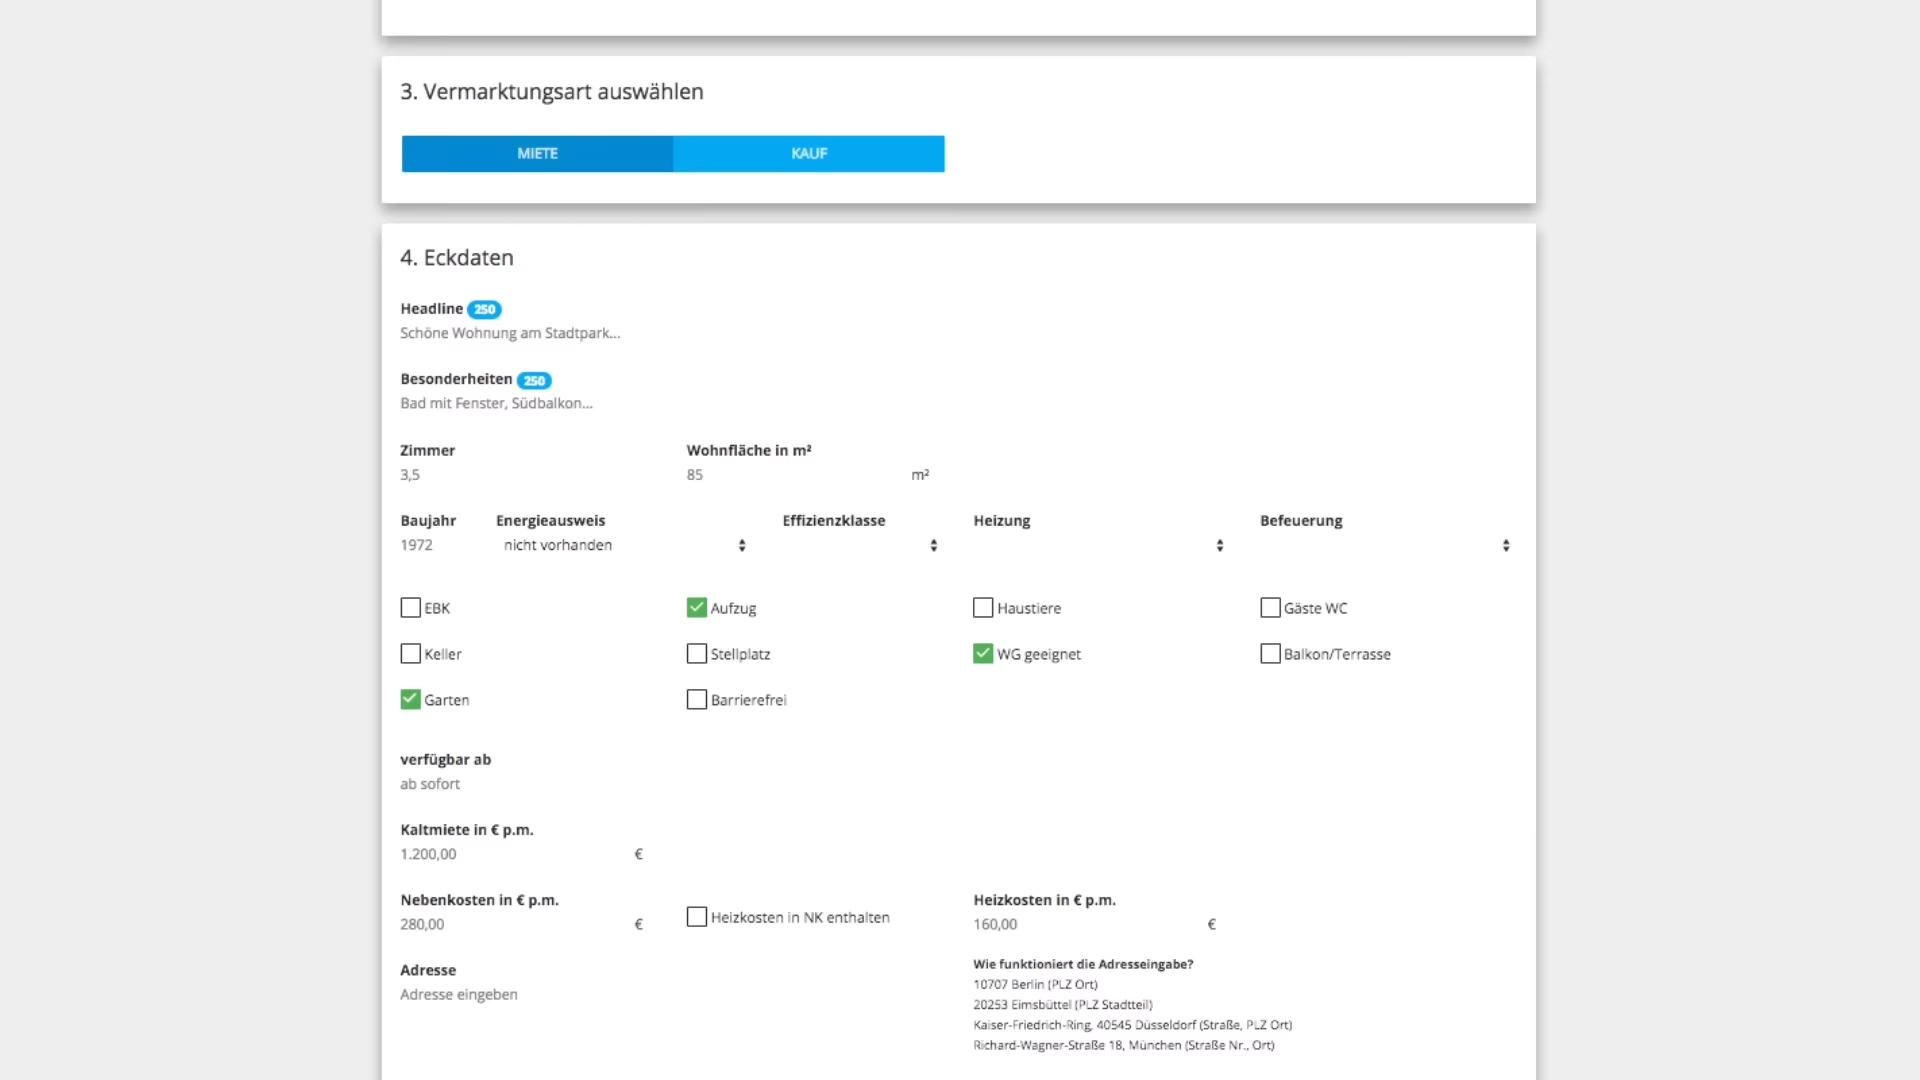 3. Vermarktungsart auswählen
MIETE KAUF
4. Eckdaten
Headline 250
Schöne Wohnung am Stadtpark...
Besonderheiten 250
Bad mit Fenster, Südbalkon...
Zimmer Wohnfläche in m²
3,5 85 m²
Baujahr Energieausweis Effizienzklasse Heizung Befeuerung
1972 nicht vorhanden
EBK Aufzug Haustiere Gäste WC
Keller Stellplatz WG geeignet Balkon/Terrasse
Garten Barrierefrei
verfügbar ab
ab sofort
Kaltmiete in € p.m.
1.200,00 €
Nebenkosten in € p.m. Heizkosten in NK enthalten Heizkosten in € p.m.
280,00 € 160,00 €
Adresse
Adresse eingeben
Wie funktioniert die Adresseingabe?
10707 Berlin (PLZ Ort)
20253 Eimsbüttel (PLZ Stadtteil)
Kaiser-Friedrich-Ring, 40545 Düsseldorf (Straße, PLZ Ort)
Richard-Wagner-Straße 18, München (Straße Nr., Ort)